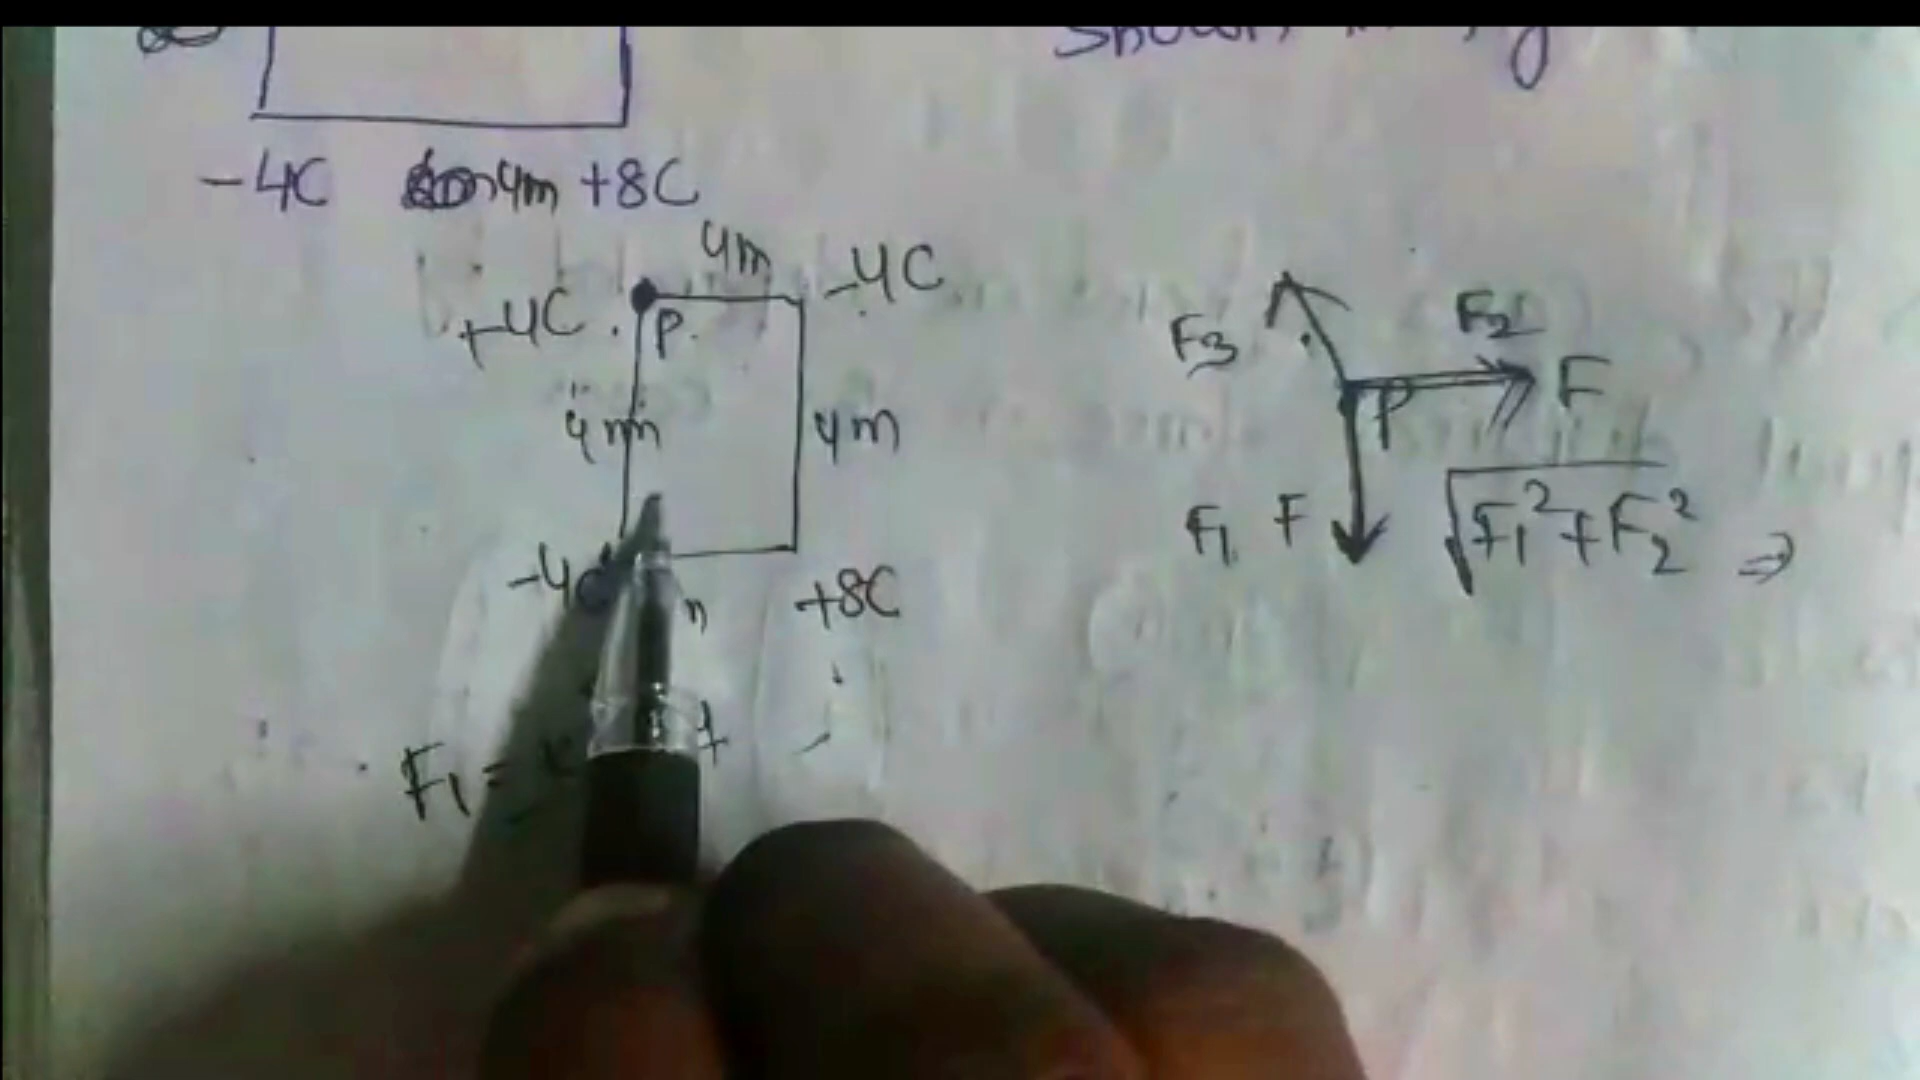 -4C 4m +8C
4m
+4C P -4C
4m 4m
-4C +8C
F1 =
F3 F2
P F
F1 F √F1²+F2² ⇒